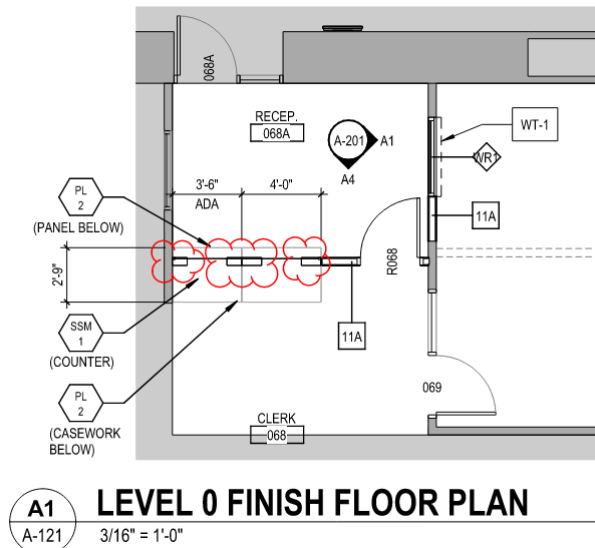 068A
RECEP.
068A
A-201
A1
A4
WT-1
WR1
11A
3'-6"
4'-0"
ADA
PL
2
(PANEL BELOW)
2'-9"
R068
SSM
1
(COUNTER)
11A
PL
2
(CASEWORK
BELOW)
069
CLERK
068
A1
A-121
LEVEL 0 FINISH FLOOR PLAN
3/16" = 1'-0"